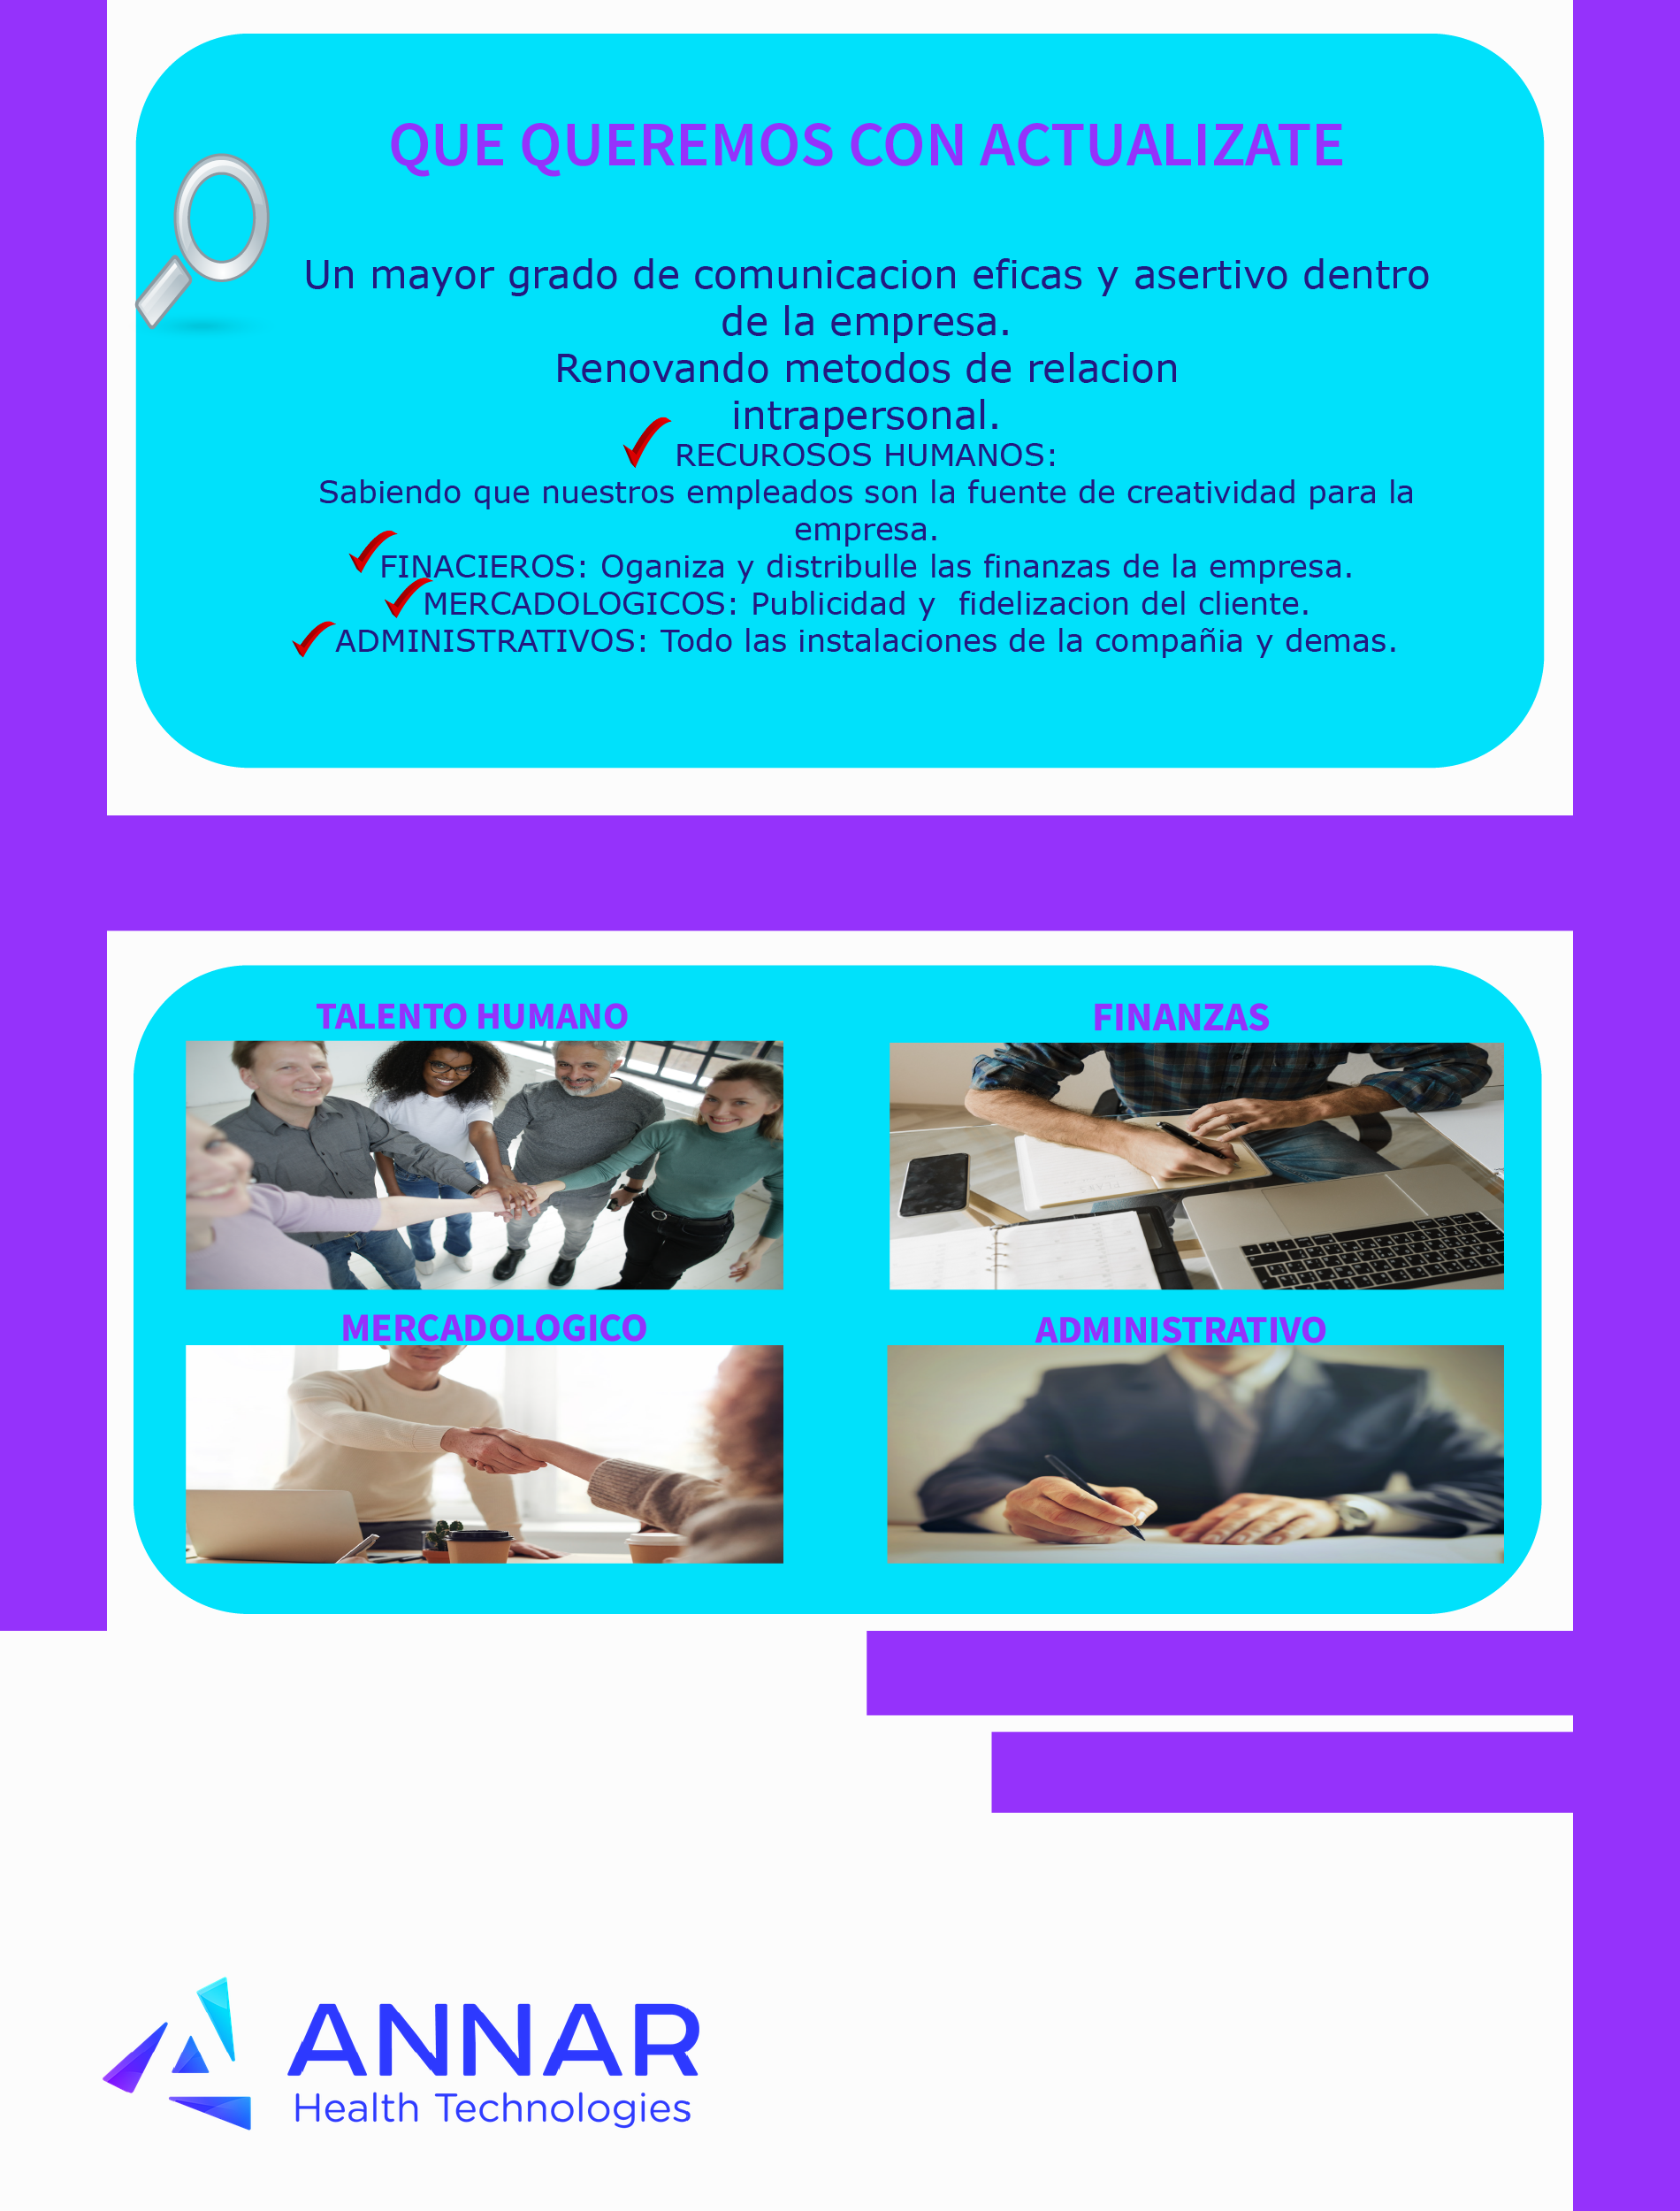 QUE QUEREMOS CON ACTUALIZATE
Un mayor grado de comunicacion eficas y asertivo dentro
de la empresa.
Renovando metodos de relacion
intrapersonal.
RECUROSOS HUMANOS:
Sabiendo que nuestros empleados son la fuente de creatividad para la
empresa.
FINACIEROS: Oganiza y distribulle las finanzas de la empresa.
MERCADOLOGICOS: Publicidad y  fidelizacion del cliente.
ADMINISTRATIVOS: Todo las instalaciones de la compañia y demas.
TALENTO HUMANO
FINANZAS
MERCADOLOGICO
ADMINISTRATIVO
ANNAR
Health Technologies